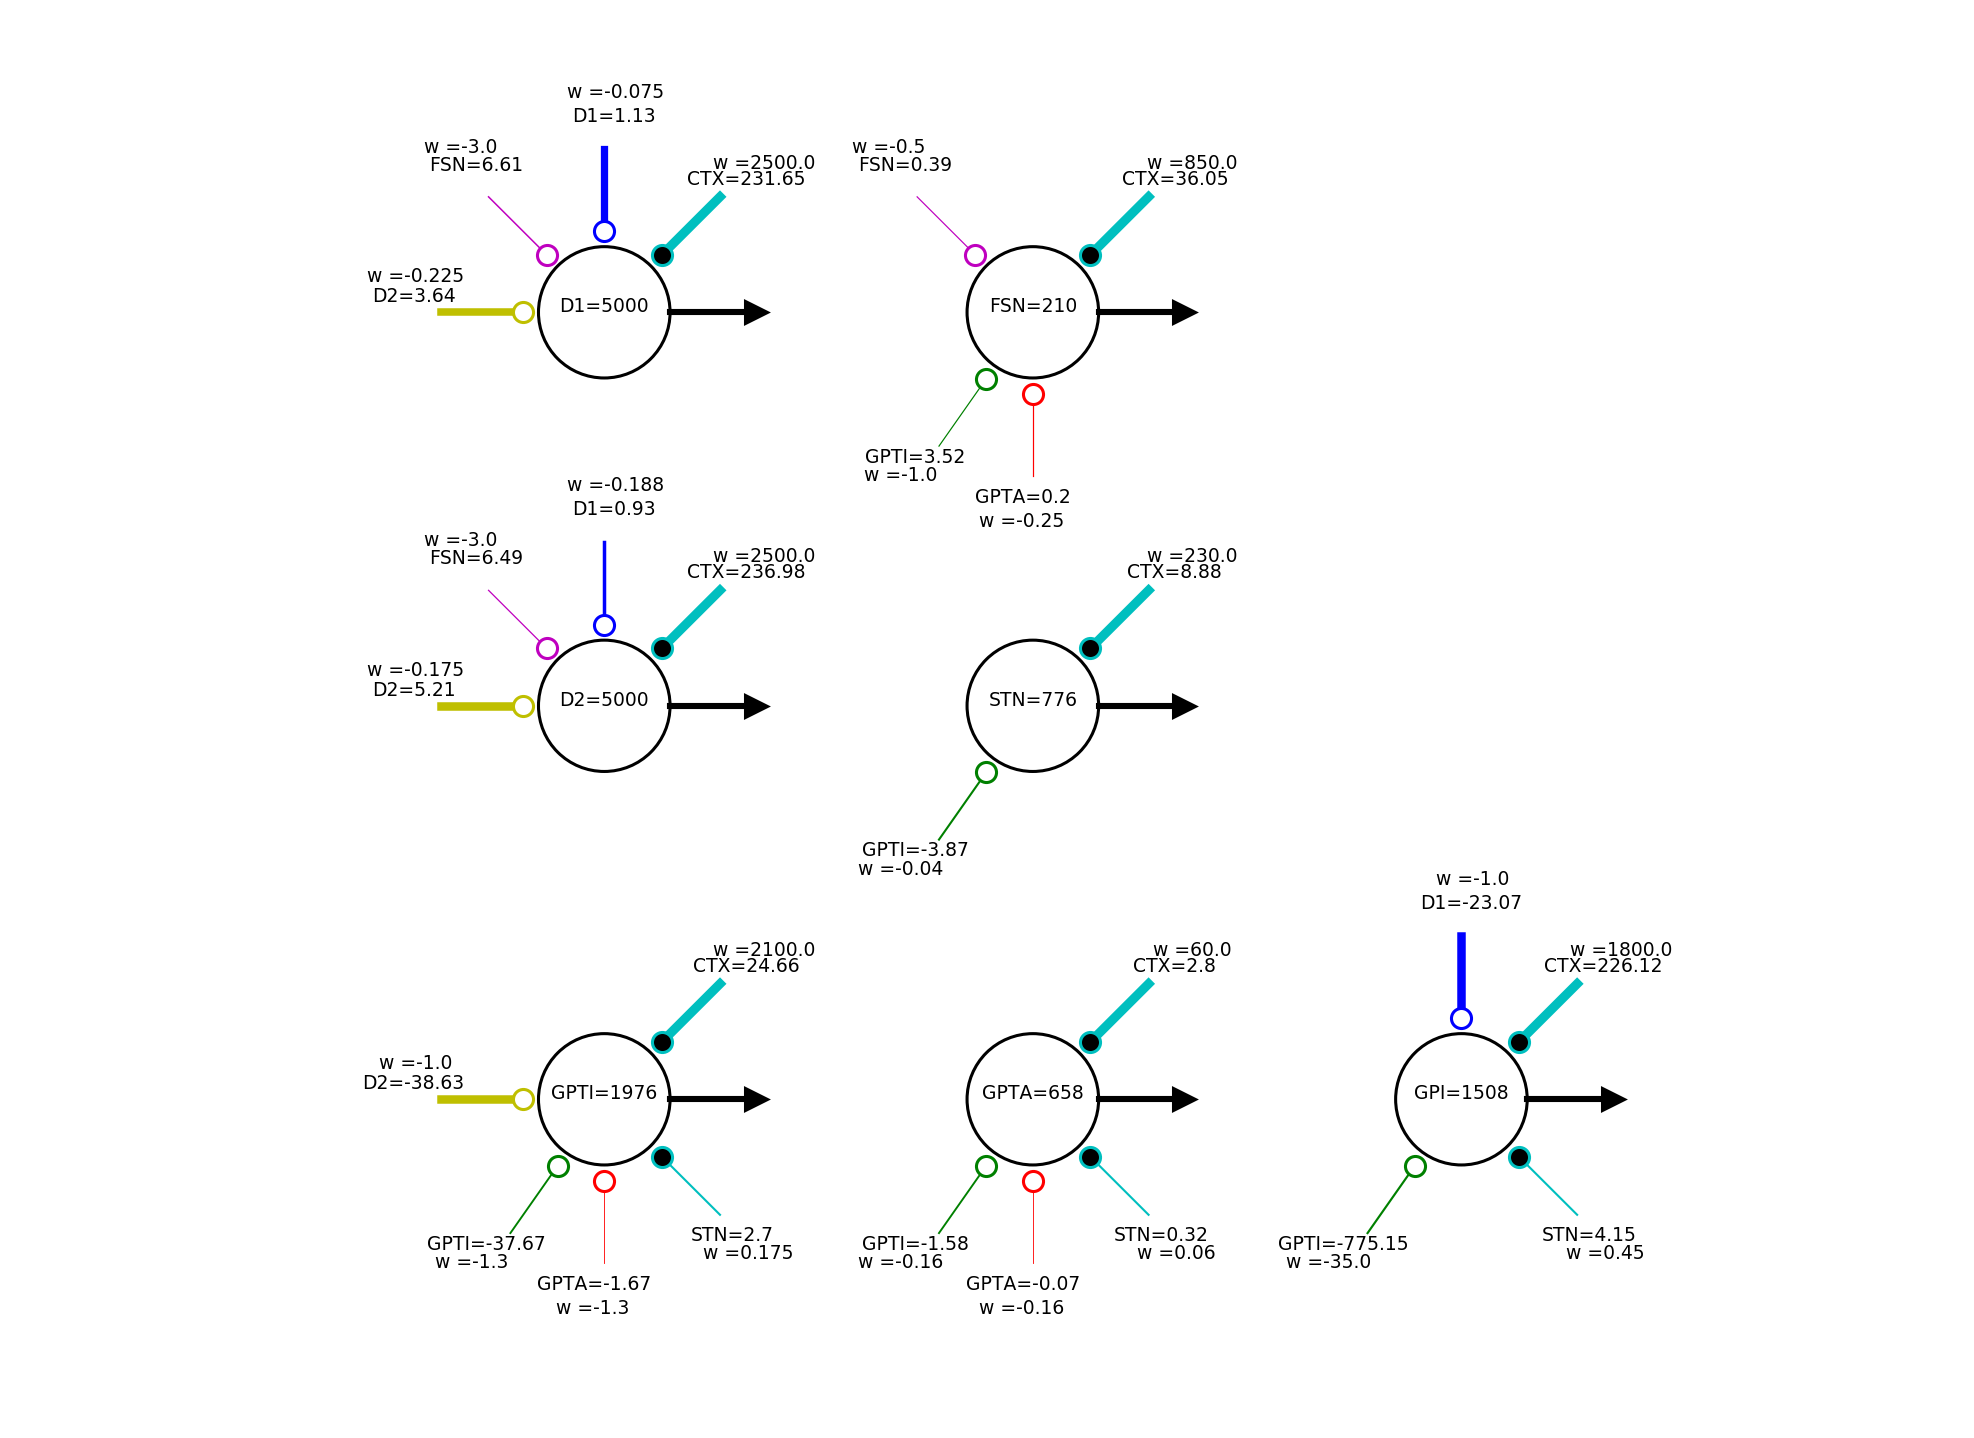 w =-0.075
D1=1.13
w =-3.0
FSN=6.61
w =2500.0
CTX=231.65
w =-0.225
D2=3.64
D1=5000
w =-0.5
FSN=0.39
w =850.0
CTX=36.05
FSN=210
GPTI=3.52
w =-1.0
GPTA=0.2
w =-0.25
w =-0.188
D1=0.93
w =-3.0
FSN=6.49
w =2500.0
CTX=236.98
w =-0.175
D2=5.21
D2=5000
w =230.0
CTX=8.88
STN=776
GPTI=-3.87
w =-0.04
w =2100.0
CTX=24.66
w =-1.0
D2=-38.63
GPTI=1976
GPTI=-37.67
w =-1.3
GPTA=-1.67
w =-1.3
STN=2.7
w =0.175
w =60.0
CTX=2.8
GPTA=658
GPTI=-1.58
w =-0.16
GPTA=-0.07
w =-0.16
STN=0.32
w =0.06
w =-1.0
D1=-23.07
w =1800.0
CTX=226.12
GPI=1508
GPTI=-775.15
w =-35.0
STN=4.15
w =0.45